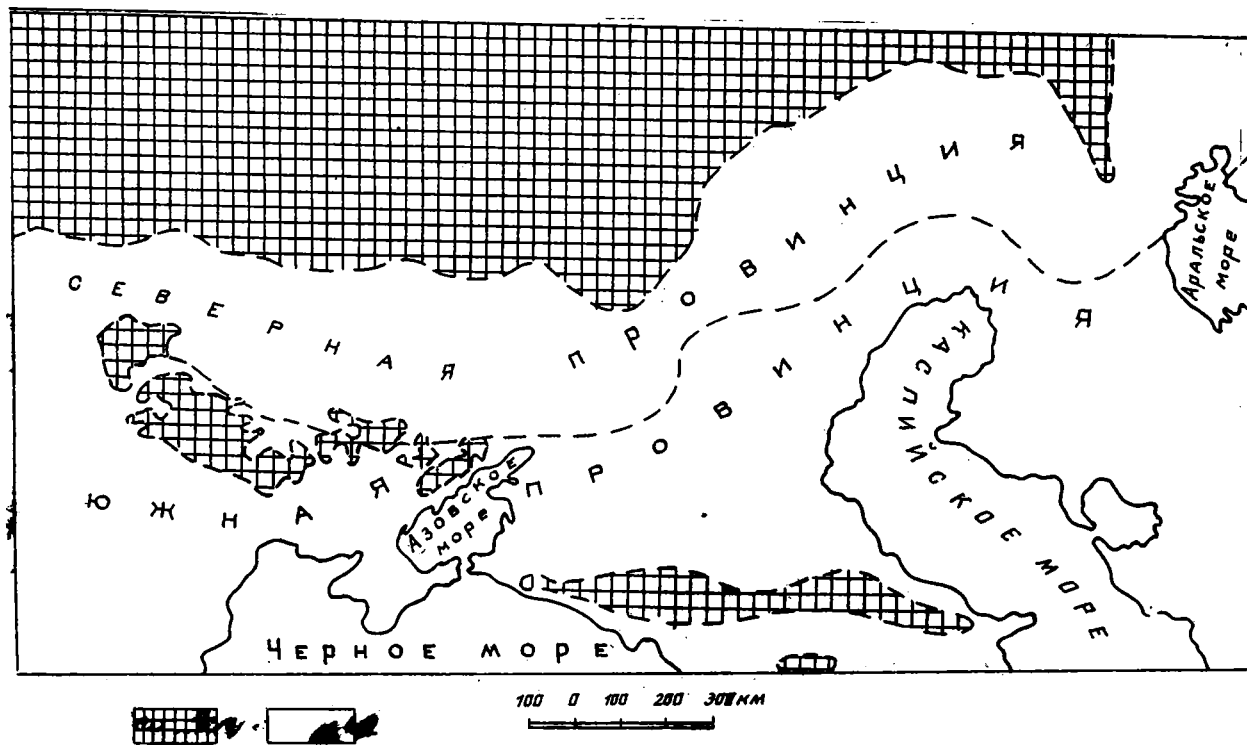 СЕВЕРНАЯ ПРОВИНЦИЯ
ЮЖНАЯ ПРОВИНЦИЯ
Аральское
море
КАСПИЙСКОЕ МОРЕ
Азовское
море
Черное море
100 0 100 200 300 км